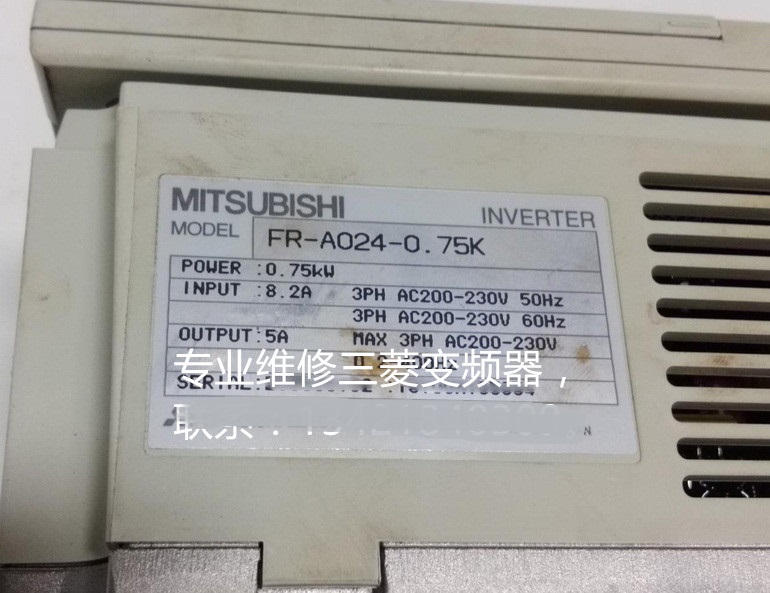 MITSUBISHI
INVERTER
MODEL FR-A024-0.75K
POWER :0.75kW
INPUT :8.2A 3PH AC200-230V 50Hz
3PH AC200-230V 60Hz
OUTPUT:5A MAX 3PH AC200-230V
专业维修三菱变频器，
SERIAL:
联系：
N